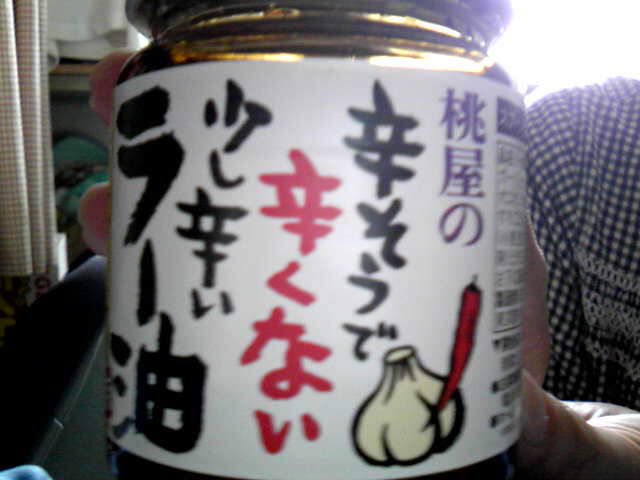 桃屋の
辛そうで
辛くない
少し辛い
ラー油